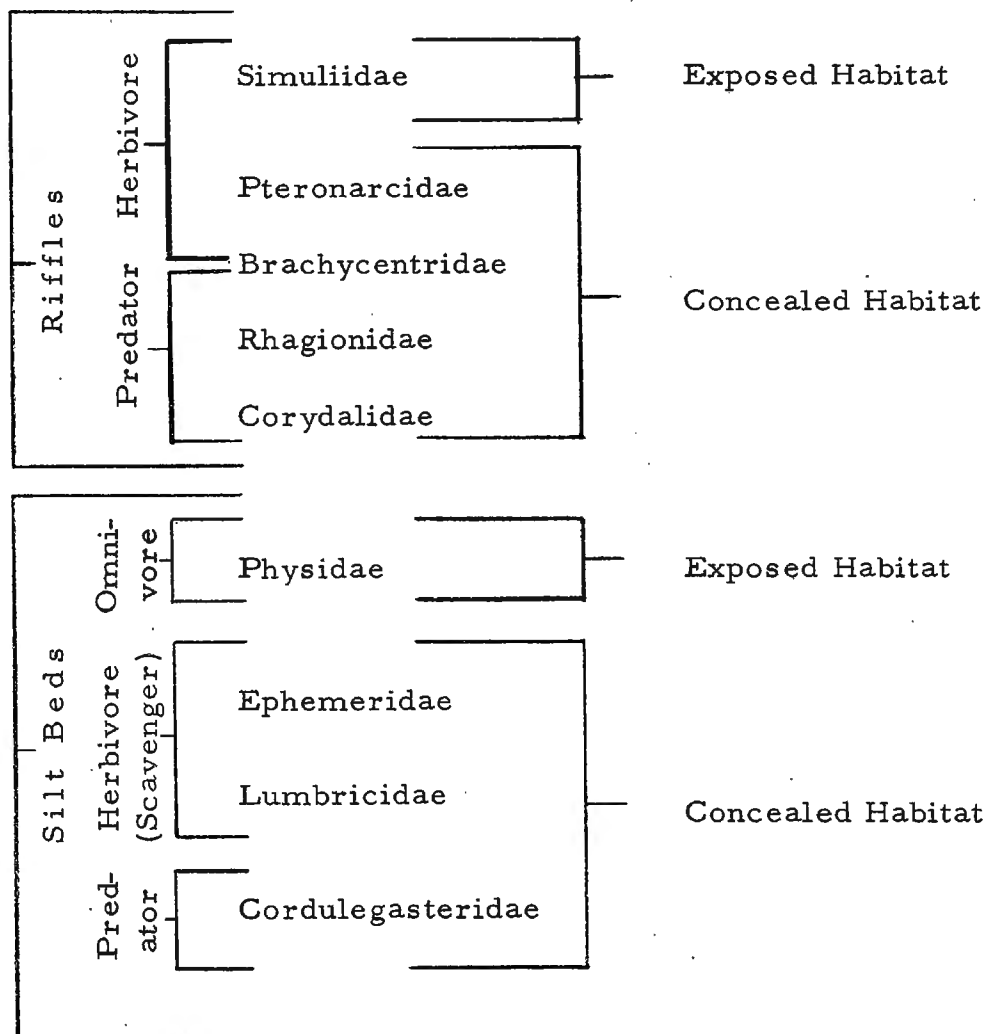 Riffles
Herbivore
Simuliidae
Exposed Habitat
Pteronarcidae
Brachycentridae
Concealed Habitat
Predator
Rhagionidae
Corydalidae
Silt Beds
Omni-
vore
Physidae
Exposed Habitat
Herbivore
(Scavenger)
Ephemeridae
Lumbricidae
Concealed Habitat
Pred-
ator
Cordulegasteridae